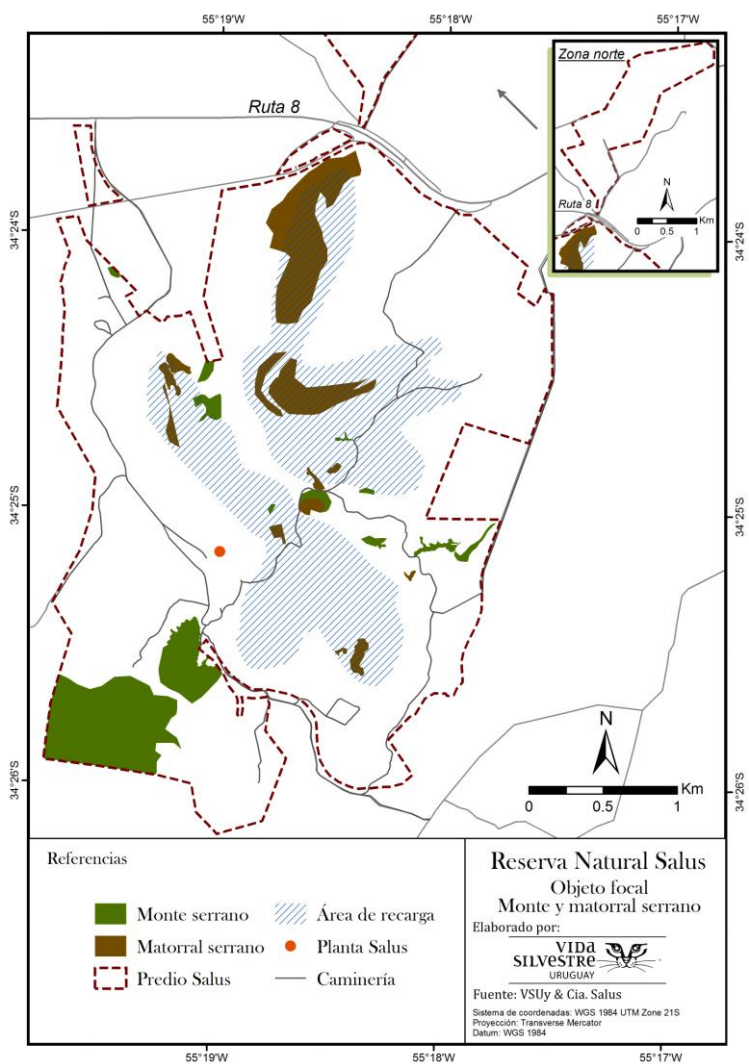 55°19'W
55°18'W
55°17'W
Zona norte
Ruta 8
N
0 0.5 1 Km
Ruta 8
34°24'S
34°24'S
34°25'S
34°25'S
34°26'S
34°26'S
N
0 0.5 1 Km
Referencias
Monte serrano
Área de recarga
Matorral serrano
Planta Salus
Predio Salus
Caminería
Reserva Natural Salus
Objeto focal
Monte y matorral serrano
Elaborado por:
VIDA
SILVESTRE
URUGUAY
Fuente: VSUy & Cia. Salus
Sistema de coordenadas: WGS 1984 UTM Zone 21S
Proyección: Transverse Mercator
Datum: WGS 1984
55°19'W
55°18'W
55°17'W